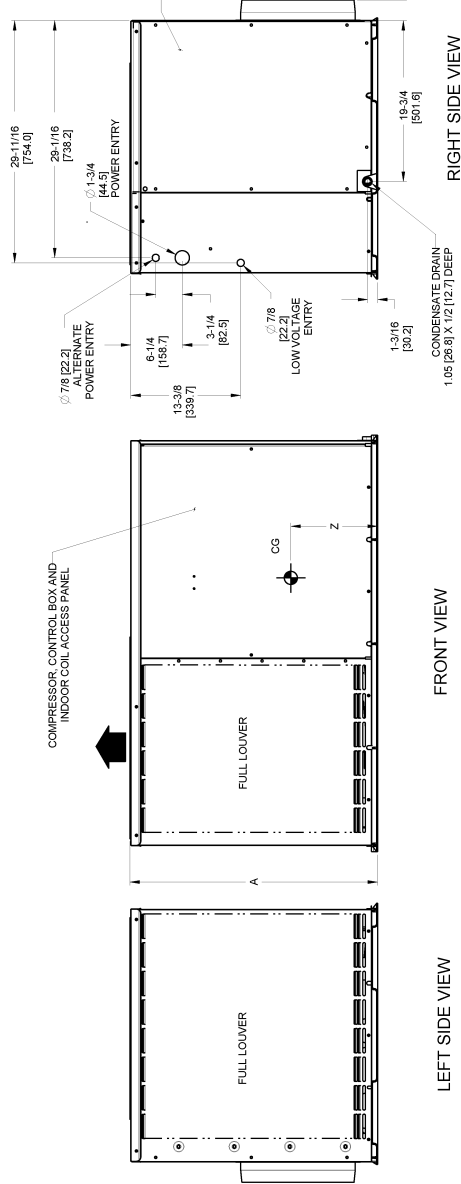 29-11/16
[754.0]
29-1/16
[738.2]
Ø 1-3/4
[44.5]
POWER ENTRY
Ø 7/8 [22.2]
ALTERNATE
POWER ENTRY
6-1/4
[158.7]
3-1/4
[82.5]
13-3/8
[339.7]
Ø 7/8
[22.2]
LOW VOLTAGE
ENTRY
19-3/4
[501.6]
1-3/16
[30.2]
CONDENSATE DRAIN
1.05 [26.8] X 1/2 [12.7] DEEP
RIGHT SIDE VIEW
COMPRESSOR, CONTROL BOX AND
INDOOR COIL ACCESS PANEL
CG
Z
FULL LOUVER
A
FRONT VIEW
FULL LOUVER
LEFT SIDE VIEW